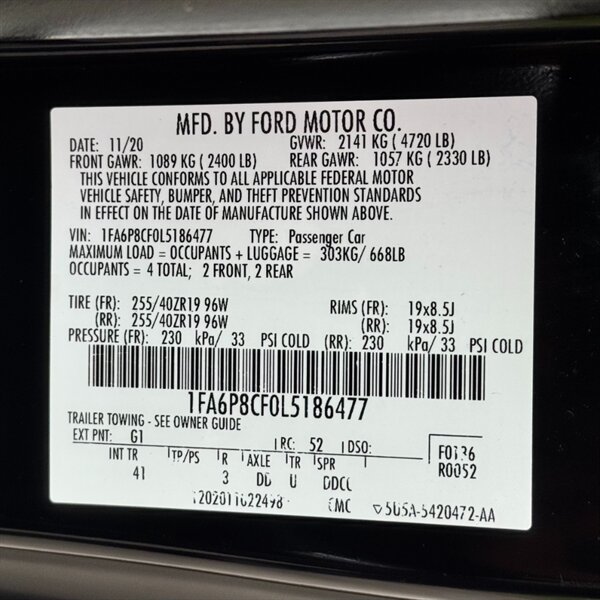 MFD. BY FORD MOTOR CO.
DATE: 11/20 GVWR: 2141 KG ( 4720 LB)
FRONT GAWR: 1089 KG ( 2400 LB) REAR GAWR: 1057 KG ( 2330 LB)
THIS VEHICLE CONFORMS TO ALL APPLICABLE FEDERAL MOTOR
VEHICLE SAFETY, BUMPER, AND THEFT PREVENTION STANDARDS
IN EFFECT ON THE DATE OF MANUFACTURE SHOWN ABOVE.
VIN: 1FA6P8CF0L5186477 TYPE: Passenger Car
MAXIMUM LOAD = OCCUPANTS + LUGGAGE = 303KG/ 668LB
OCCUPANTS = 4 TOTAL; 2 FRONT, 2 REAR
TIRE (FR): 255/40ZR19 96W RIMS (FR): 19x8.5J
(RR): 255/40ZR19 96W (RR): 19x8.5J
PRESSURE (FR): 230 kPa/ 33 PSI COLD (RR): 230 kPa/ 33 PSI COLD
1FA6P8CF0L5186477
TRAILER TOWING - SEE OWNER GUIDE
EXT PNT: G1 RC: 52 DSO: F0136
INT TR TP/PS R AXLE TR SPR R0052
41 3 DD U
5U5A-5420472-AA